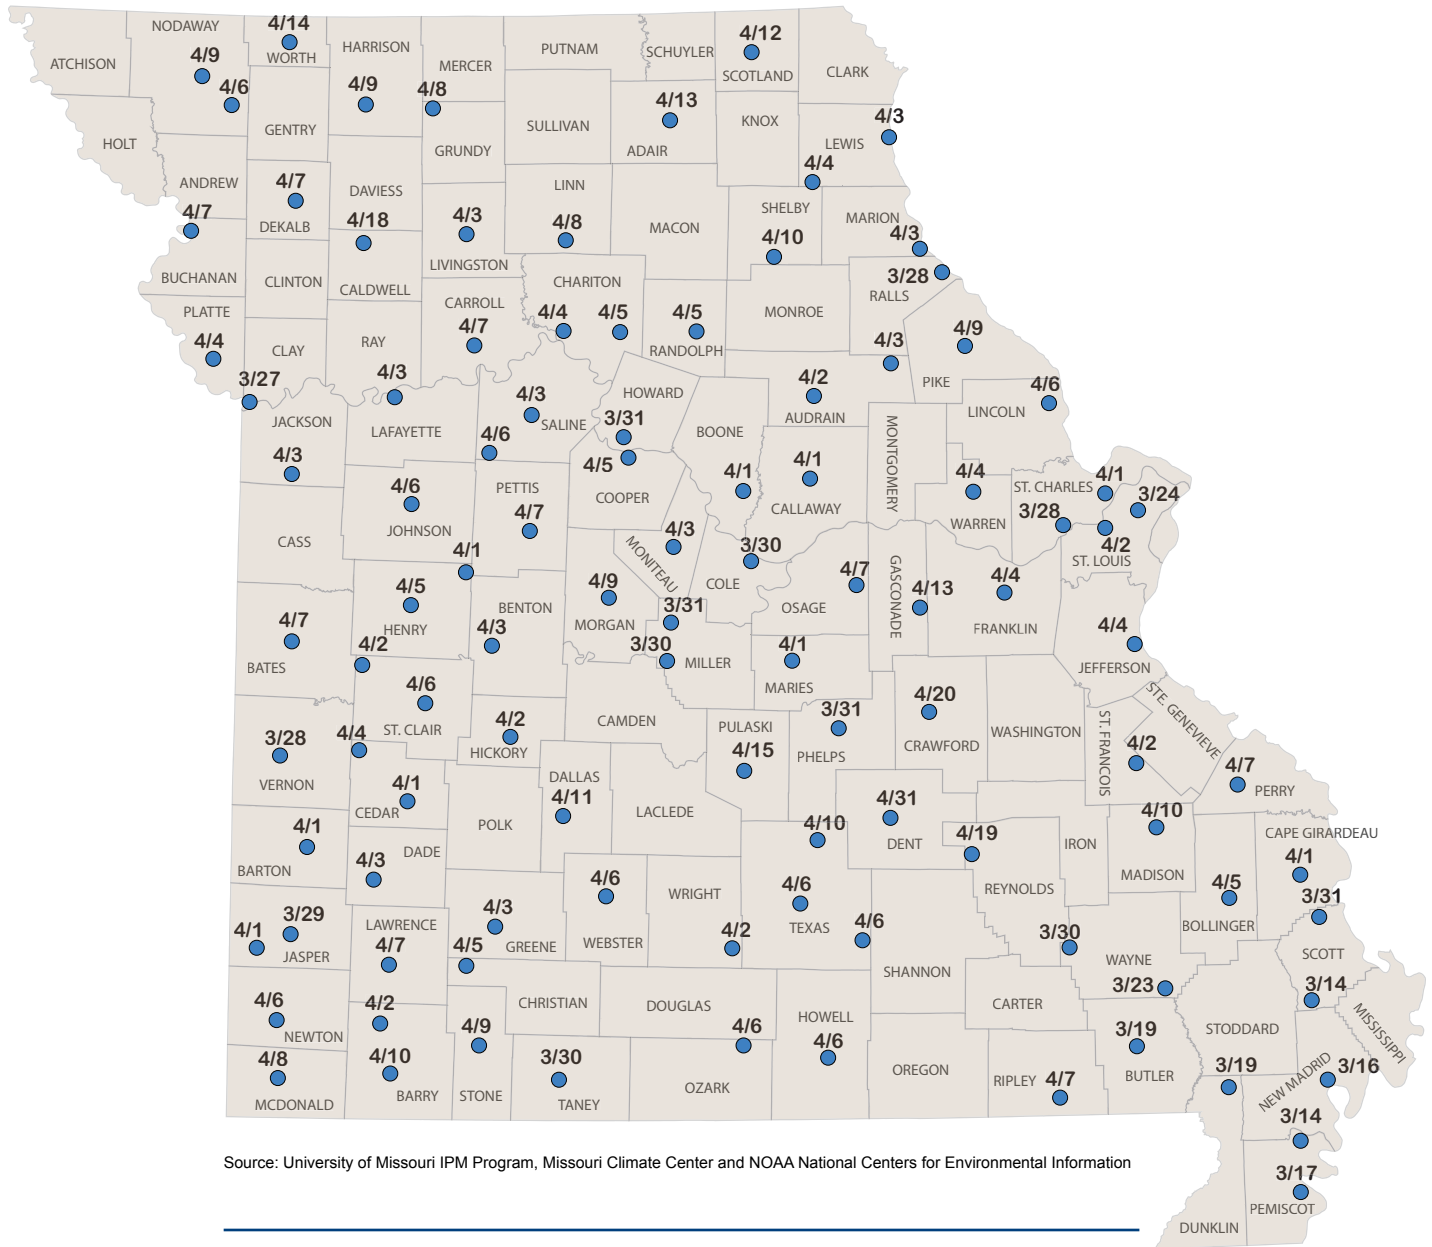 4/14
NODAWAY
4/12
HARRISON
PUTNAM
SCHUYLER
4/9
WORTH
ATCHISON
MERCER
SCOTLAND
CLARK
4/6
4/9
4/8
4/13
4/3
KNOX
SULLIVAN
GENTRY
HOLT
LEWIS
GRUNDY
ADAIR
4/4
ANDREW
4/7
DAVIESS
LINN
SHELBY
4/7
4/18
4/3
MARION
DEKALB
MACON
4/8
4/10
4/3
LIVINGSTON
BUCHANAN
CLINTON
CALDWELL
CHARITON
3/28
RALLS
CARROLL
PLATTE
MONROE
4/7
4/4
4/5
4/5
4/9
4/4
CLAY
RAY
RANDOLPH
4/3
3/27
4/3
4/2
PIKE
4/6
HOWARD
4/3
LINCOLN
JACKSON
3/31
AUDRAIN
SALINE
LAFAYETTE
BOONE
4/6
MONTGOMERY
4/3
4/5
4/1
4/1
4/4
4/1
ST. CHARLES
4/6
PETTIS
3/24
COOPER
CALLAWAY
3/28
4/7
WARREN
JOHNSON
4/3
CASS
4/1
3/30
4/2
MONITEAU
ST. LOUIS
4/9
COLE
4/7
GASCONADE
4/13
4/4
4/5
BENTON
3/31
OSAGE
4/7
HENRY
4/3
MORGAN
FRANKLIN
4/4
4/2
3/30
MILLER
4/1
BATES
JEFFERSON
4/6
MARIES
4/20
STE. GENEVIEVE
3/31
4/2
CAMDEN
PULASKI
ST. CLAIR
ST. FRANCOIS
3/28
4/4
WASHINGTON
4/2
HICKORY
4/15
PHELPS
CRAWFORD
4/7
DALLAS
VERNON
4/1
PERRY
4/11
4/31
CEDAR
LACLEDE
4/10
4/1
POLK
4/10
4/19
CAPE GIRARDEAU
DENT
IRON
DADE
4/3
4/1
BARTON
MADISON
4/6
WRIGHT
4/6
REYNOLDS
4/5
3/31
3/29
LAWRENCE
4/3
4/1
4/6
BOLLINGER
TEXAS
4/7
4/5
GREENE
WEBSTER
4/2
3/30
JASPER
SCOTT
WAYNE
SHANNON
3/23
3/14
4/6
4/2
CHRISTIAN
DOUGLAS
CARTER
HOWELL
MISSISSIPPI
NEWTON
4/9
4/6
3/19
STODDARD
4/8
4/10
3/30
4/6
OREGON
RIPLEY
BUTLER
3/19
3/16
NEW MADRID
4/7
OZARK
BARRY
STONE
MCDONALD
TANEY
3/14
Source: University of Missouri IPM Program, Missouri Climate Center and NOAA National Centers for Environmental Information
3/17
PEMISCOT
DUNKLIN